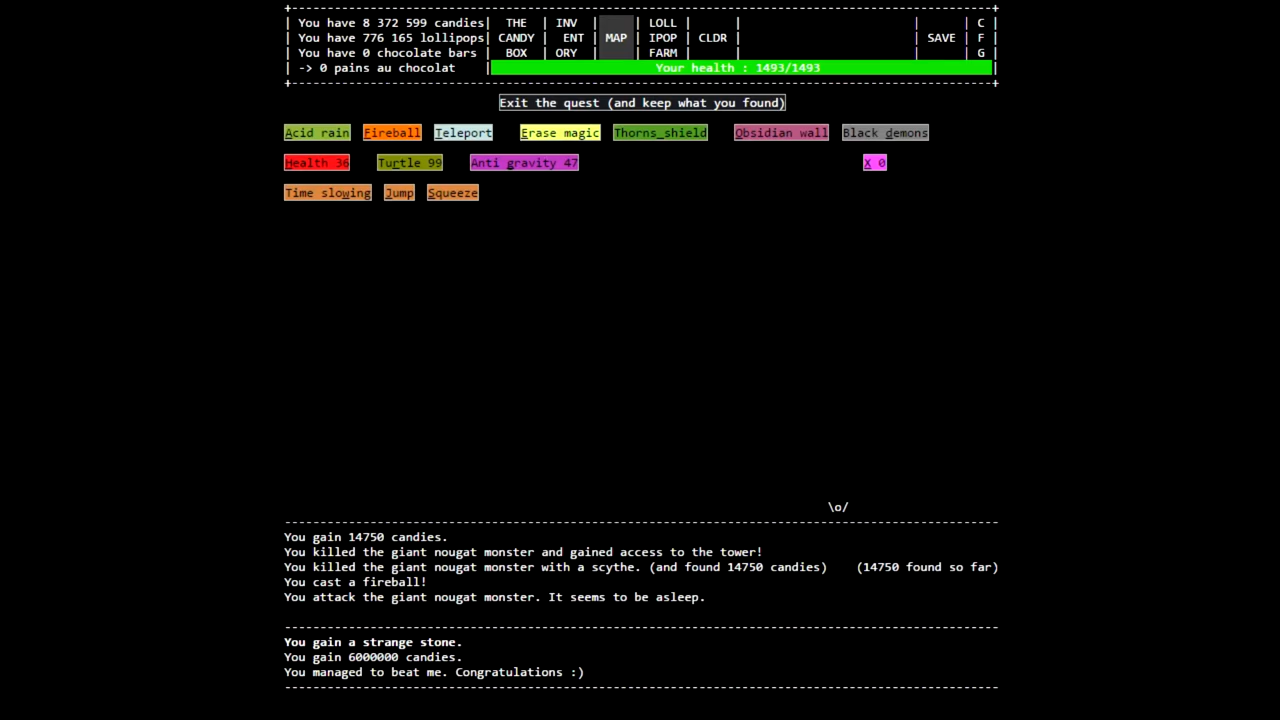 You have 8 372 599 candies THE INV LOLL C
You have 776 165 lollipops CANDY ENT MAP IPOP CLDR SAVE F
You have 0 chocolate bars BOX ORY FARM G
-> 0 pains au chocolat Your health : 1493/1493
Exit the quest (and keep what you found)
Acid rain Fireball Teleport Erase magic Thorns_shield Obsidian wall Black demons
Health 36 Turtle 99 Anti gravity 47 X 0
Time slowing Jump Squeeze
\o/
You gain 14750 candies.
You killed the giant nougat monster and gained access to the tower!
You killed the giant nougat monster with a scythe. (and found 14750 candies) (14750 found so far)
You cast a fireball!
You attack the giant nougat monster. It seems to be asleep.
You gain a strange stone.
You gain 6000000 candies.
You managed to beat me. Congratulations :)